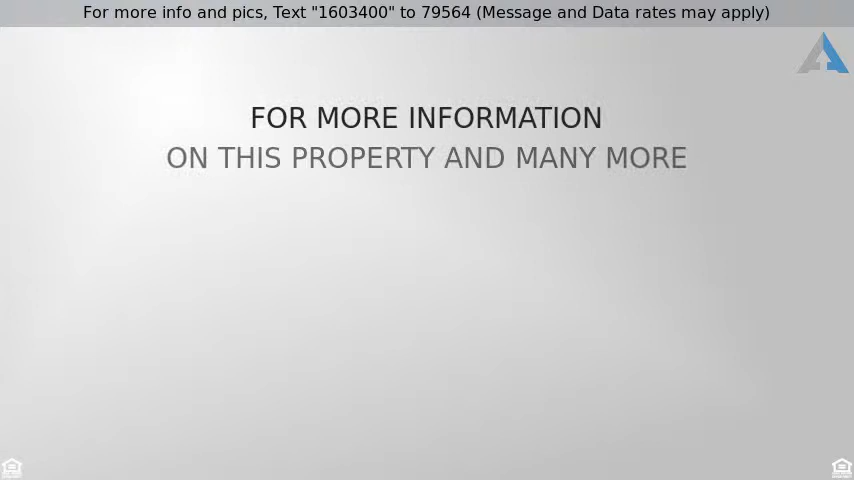 For more info and pics, Text "1603400" to 79564 (Message and Data rates may apply)
FOR MORE INFORMATION
ON THIS PROPERTY AND MANY MORE